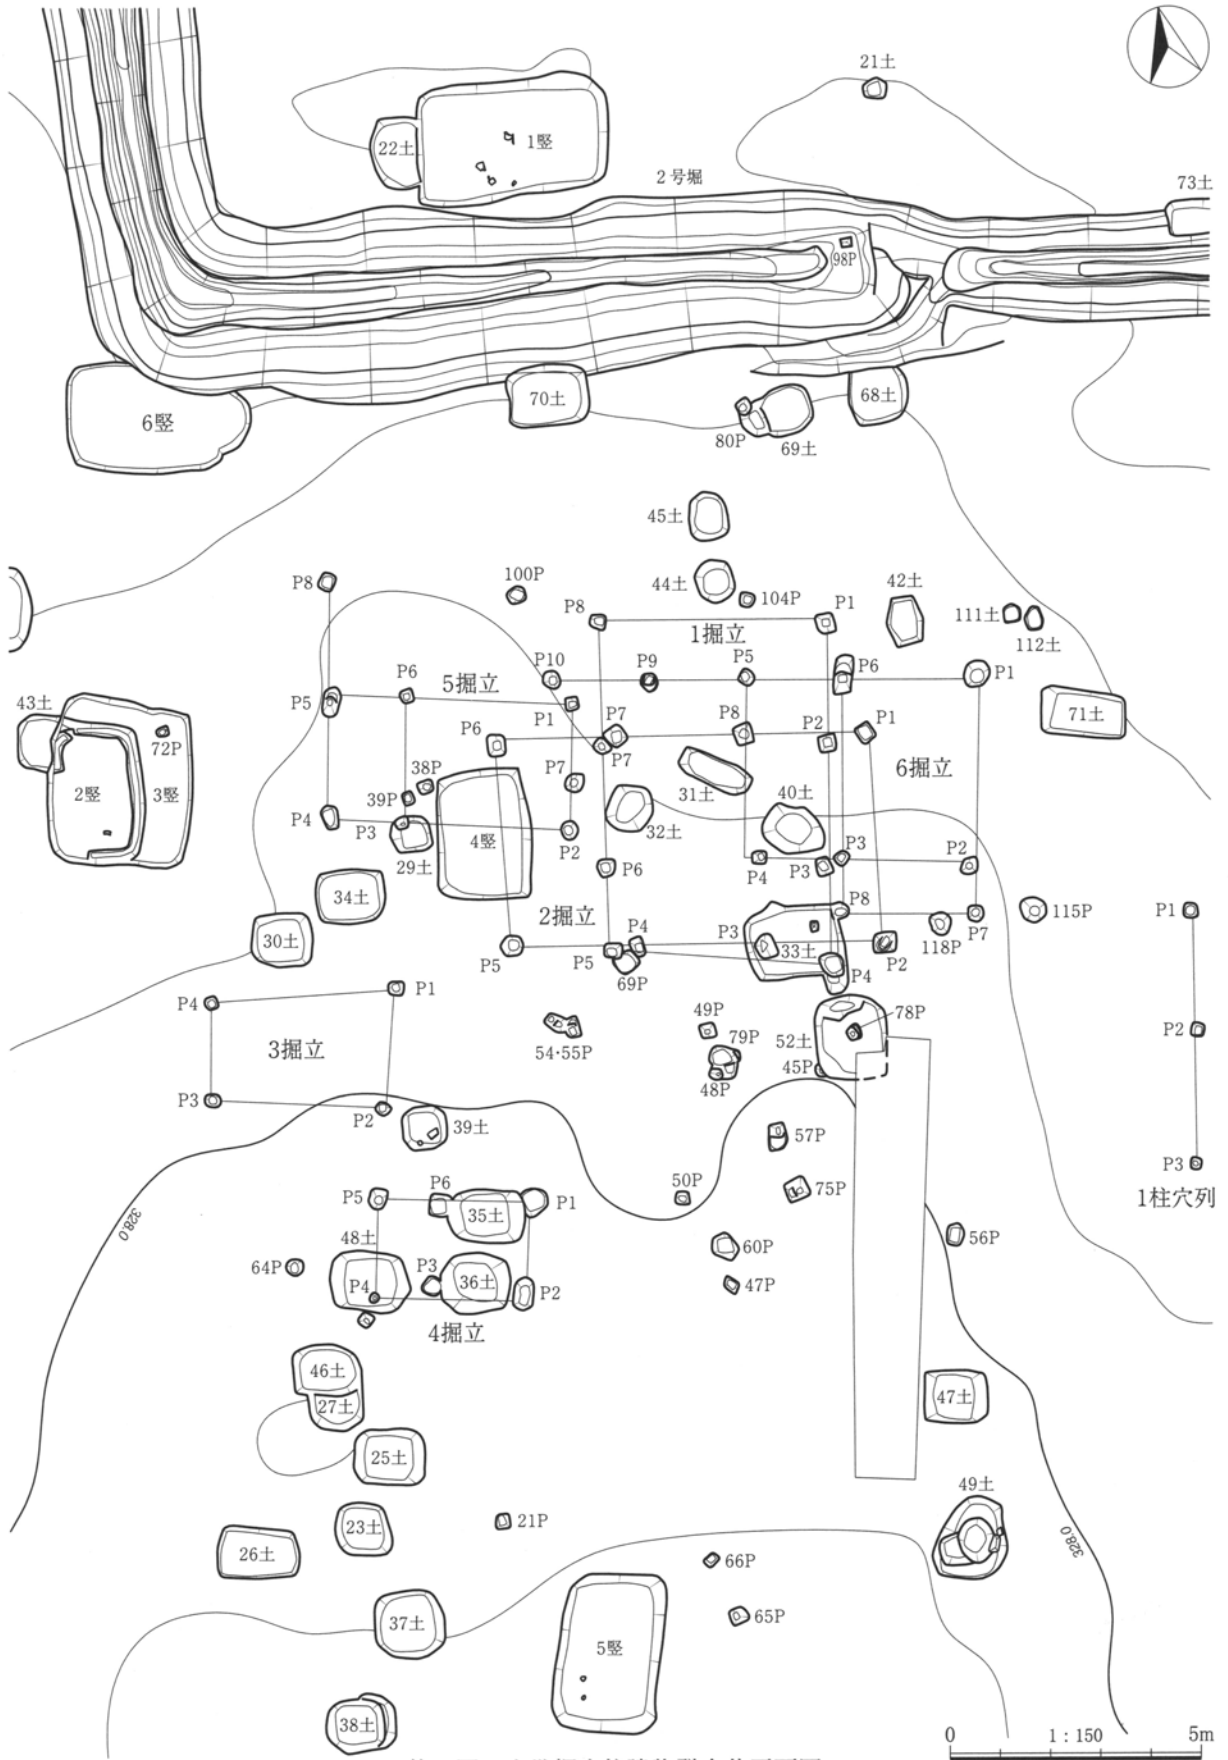 21土
22土
1竪
2号堀
73土
98P
6竪
70土
68土
80P
69土
45土
44土
104P
42土
111土
112土
100P
P8
P8
P1
1掘立
P10
P9
P5
P6
P1
P6
5掘立
P5
P1
P7
P8
P2
P1
71土
43土
72P
P6
P7
6掘立
2竪
3竪
38P
P7
39P
31土
40土
P4
P3
4竪
P2
32土
29土
P6
P4
P3
P3
P2
34土
30土
2掘立
P8
P7
115P
P1
P5
P5
P4
P3
33土
P2
118P
69P
P4
P4
P1
3掘立
54・55P
49P
79P
48P
52土
78P
45P
P2
P3
P2
39土
57P
P3
1柱穴列
50P
75P
P5
P6
35土
P1
328.0
48土
64P
P4
P3
36土
P2
60P
47P
56P
4掘立
46土
27土
47土
25土
49土
23土
21P
26土
66P
328.0
37土
65P
5竪
38土
0
1：150
5m